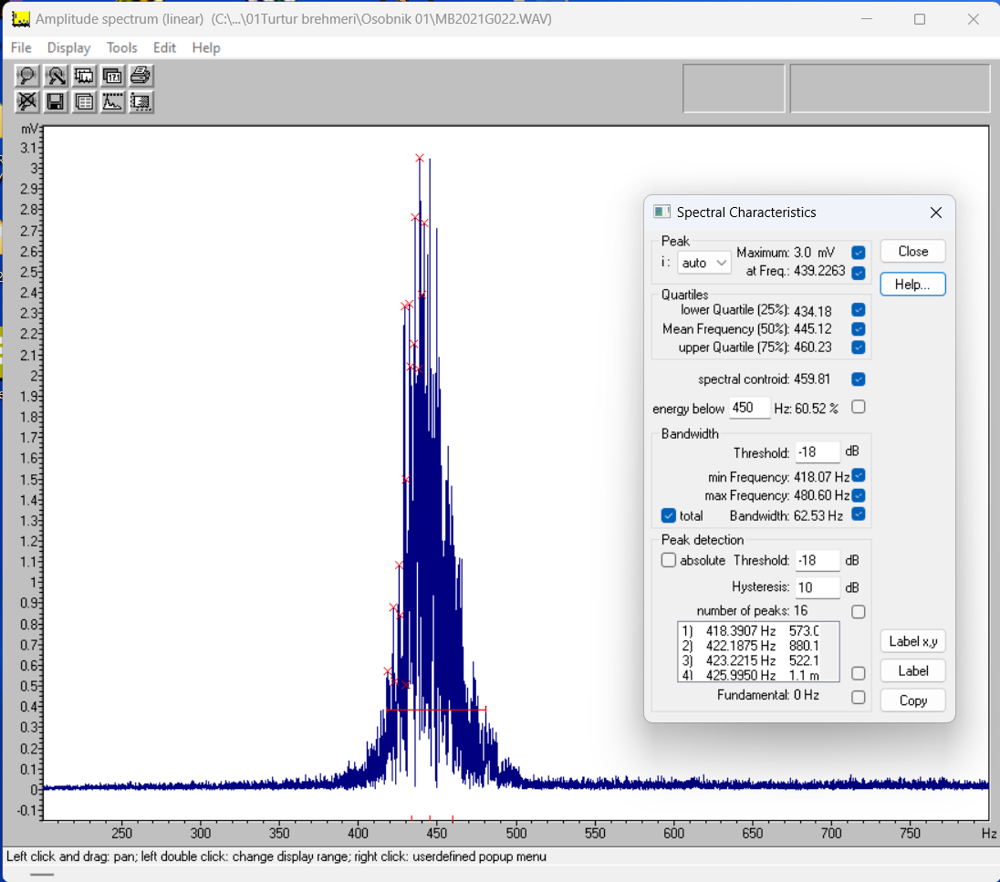 Amplitude spectrum (linear) (C:\...\01Turtur brehmeri\Osobnik 01\MB2021G022.WAV)
File Display Tools Edit Help
mV
3.1
3
2.9
2.8
2.7
2.6
2.5
2.4
2.3
2.2
2.1
2
1.9
1.8
1.7
1.6
1.5
1.4
1.3
1.2
1.1
1
0.9
0.8
0.7
0.6
0.5
0.4
0.3
0.2
0.1
0
-0.1
250 300 350 400 450 500 550 600 650 700 750 Hz
Spectral Characteristics
Peak
i : auto
Maximum: 3.0 mV
at Freq.: 439.2263
Close
Help...
Quartiles
lower Quartile (25%): 434.18
Mean Frequency (50%): 445.12
upper Quartile (75%): 460.23
spectral controid: 459.81
energy below 450 Hz: 60.52 %
Bandwidth
Threshold: -18 dB
min Frequency: 418.07 Hz
max Frequency: 480.60 Hz
total Bandwidth: 62.53 Hz
Peak detection
absolute Threshold: -18 dB
Hysteresis: 10 dB
number of peaks: 16
1) 418.3907 Hz 573.0
2) 422.1875 Hz 880.1
3) 423.2215 Hz 522.1
4) 425.9950 Hz 1.1 m
Fundamental: 0 Hz
Label x,y
Label
Copy
Left click and drag: pan; left double click: change display range; right click: userdefined popup menu